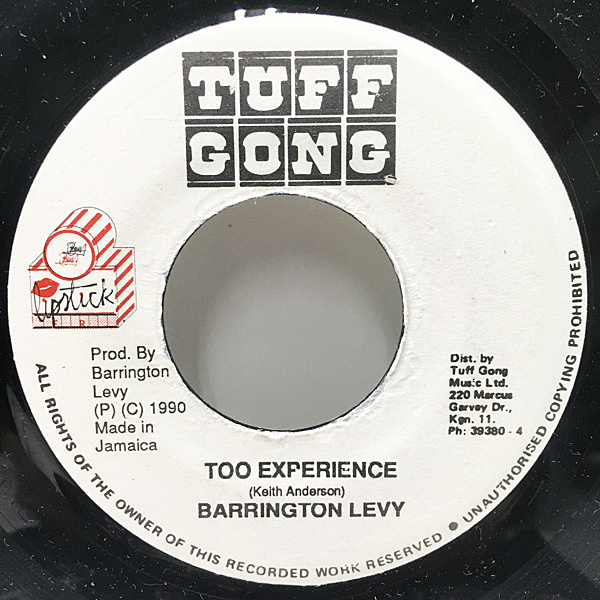 TUFF
GONG
lipstick
Prod. By
Barrington
Levy
(P) (C) 1990
Made in
Jamaica
Dist. by
Tuff Gong
Music Ltd.
220 Marcus
Garvey Dr.,
Kgn. 11.
Ph: 39380 - 4
TOO EXPERIENCE
(Keith Anderson)
BARRINGTON LEVY
ALL RIGHTS OF THE OWNER OF THIS RECORDED WORK RESERVED ● UNAUTHORISED COPYING PROHIBITED